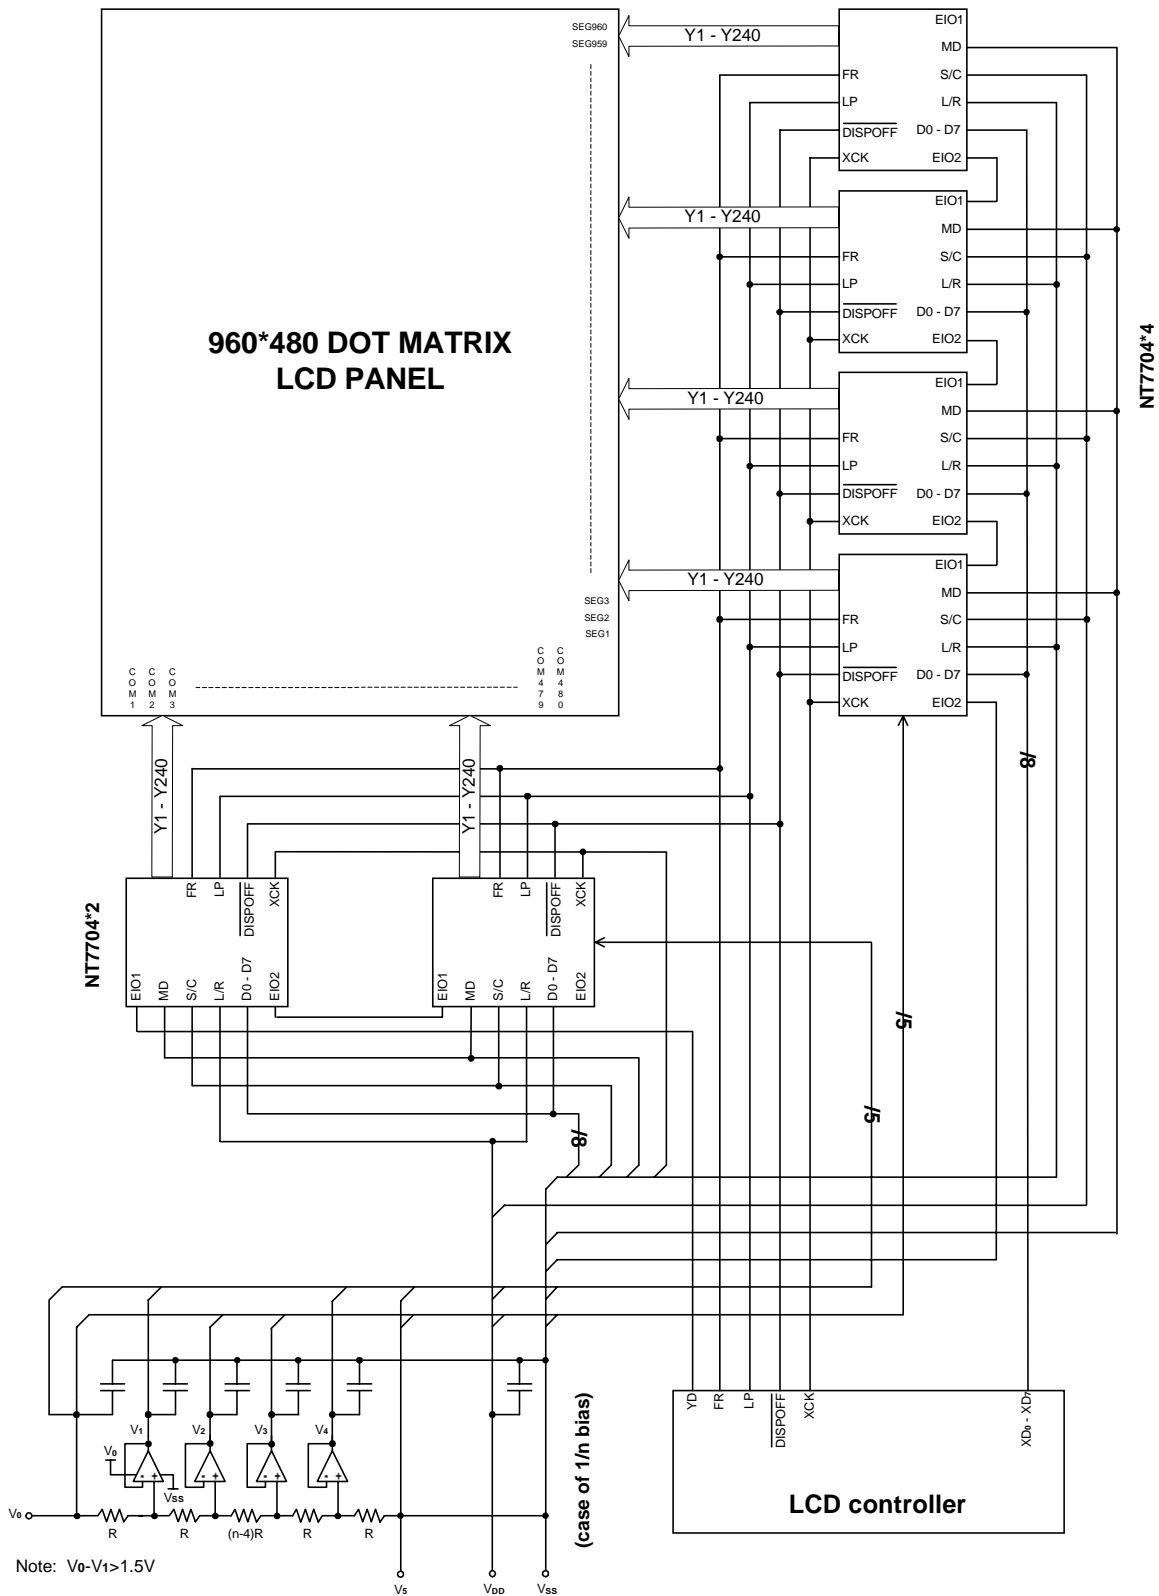 SEG960
SEG959
960*480 DOT MATRIX
LCD PANEL
SEG3
SEG2
SEG1
COM1
COM2
COM3
COM479
COM480
Y1 - Y240
EIO1
MD
FR
S/C
LP
L/R
DISPOFF
D0 - D7
XCK
EIO2
Y1 - Y240
EIO1
MD
FR
S/C
LP
L/R
DISPOFF
D0 - D7
XCK
EIO2
Y1 - Y240
EIO1
MD
FR
S/C
LP
L/R
DISPOFF
D0 - D7
XCK
EIO2
Y1 - Y240
EIO1
MD
FR
S/C
LP
L/R
DISPOFF
D0 - D7
XCK
EIO2
NT7704*4
/8
Y1 - Y240
Y1 - Y240
NT7704*2
FR
LP
DISPOFF
XCK
EIO1
MD
S/C
L/R
D0 - D7
EIO2
FR
LP
DISPOFF
XCK
EIO1
MD
S/C
L/R
D0 - D7
EIO2
/5
/5
/8
V1
V2
V3
V4
V0
VSS
- +
- +
- +
- +
V0
R
R
(n-4)R
R
R
(case of 1/n bias)
YD
FR
LP
DISPOFF
XCK
XD0 - XD7
LCD controller
Note: V0-V1>1.5V
V5
VDD
VSS